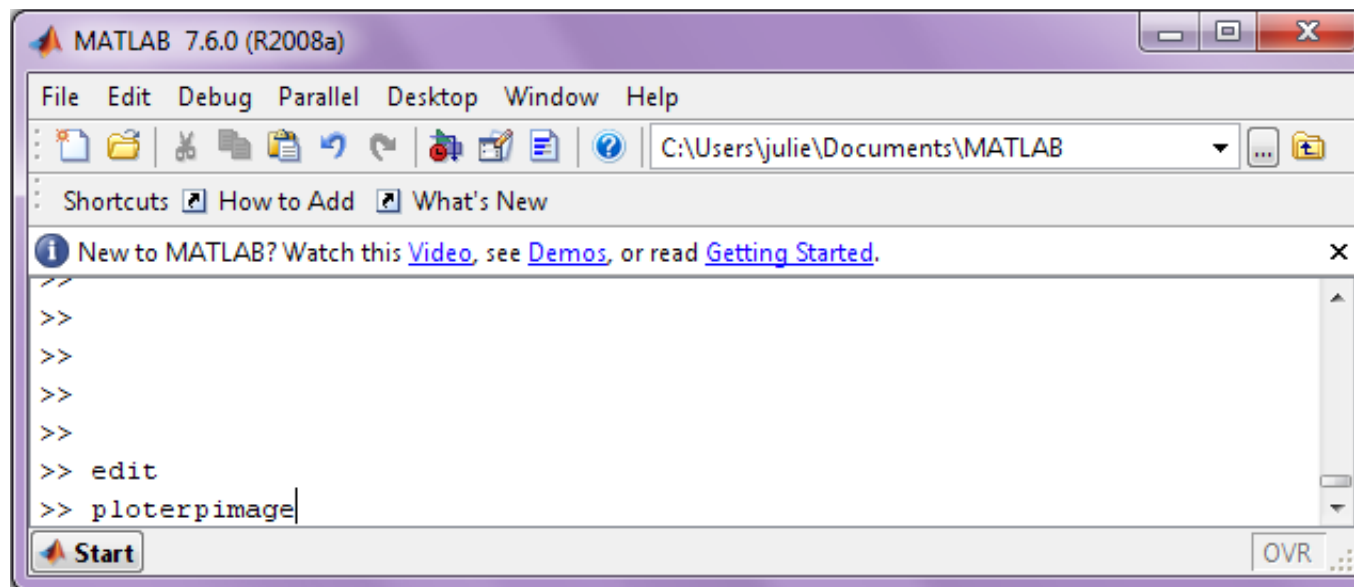 MATLAB 7.6.0 (R2008a)
File Edit Debug Parallel Desktop Window Help
C:\Users\julie\Documents\MATLAB ...
Shortcuts How to Add What's New
New to MATLAB? Watch this Video, see Demos, or read Getting Started.
>>
>>
>>
>>
>>
>> edit
>> ploterpimage
Start OVR